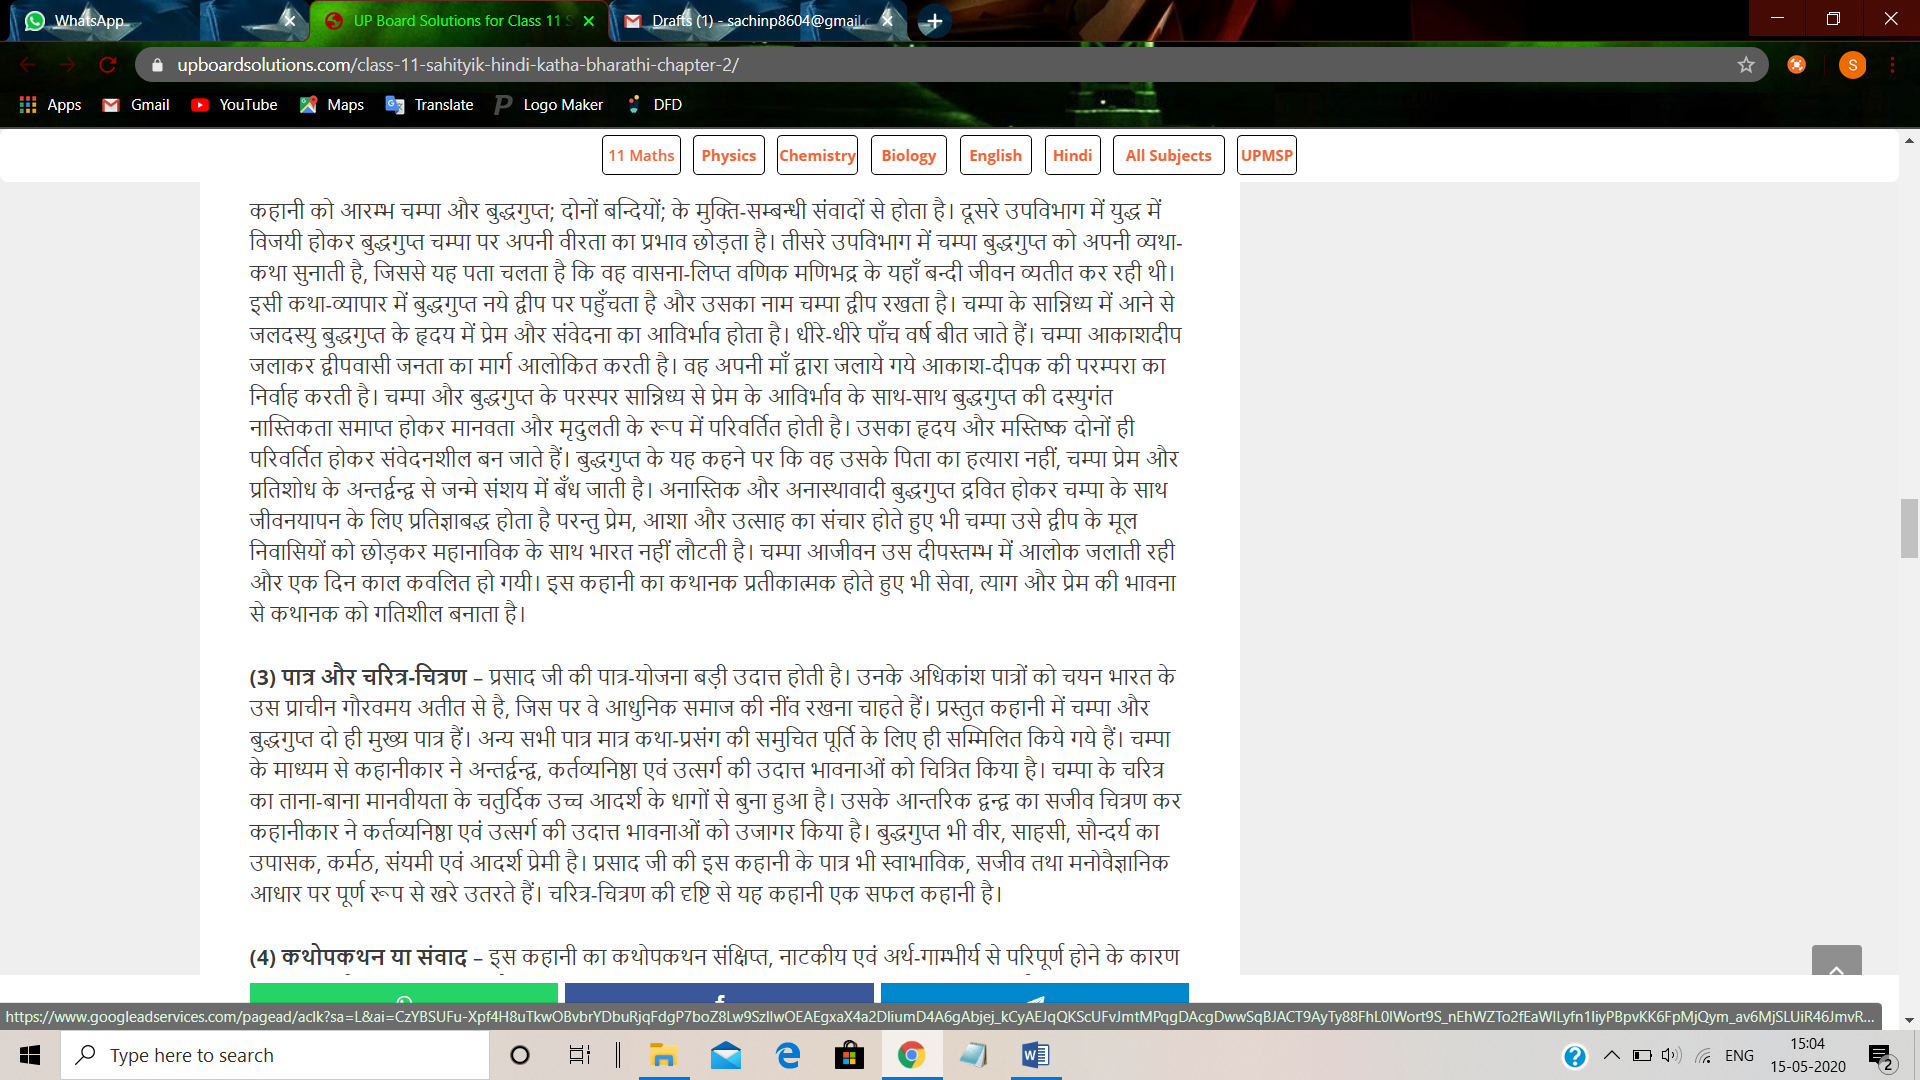 WhatsApp
UP Board Solutions for Class 11 S
Drafts (1) - sachinp8604@gmail.c
upboardsolutions.com/class-11-sahityik-hindi-katha-bharathi-chapter-2/
S
Apps Gmail YouTube Maps Translate Logo Maker DFD
11 Maths Physics Chemistry Biology English Hindi All Subjects UPMSP
कहानी को आरम्भ चम्पा और बुद्धगुप्त; दोनों बन्दियों; के मुक्ति-सम्बन्धी संवादों से होता है। दूसरे उपविभाग में युद्ध में
विजयी होकर बुद्धगुप्त चम्पा पर अपनी वीरता का प्रभाव छोड़ता है। तीसरे उपविभाग में चम्पा बुद्धगुप्त को अपनी व्यथा-
कथा सुनाती है, जिससे यह पता चलता है कि वह वासना-लिप्त वणिक मणिभद्र के यहाँ बन्दी जीवन व्यतीत कर रही थी।
इसी कथा-व्यापार में बुद्धगुप्त नये द्वीप पर पहुँचता है और उसका नाम चम्पा द्वीप रखता है। चम्पा के सान्निध्य में आने से
जलदस्यु बुद्धगुप्त के हृदय में प्रेम और संवेदना का आविर्भाव होता है। धीरे-धीरे पाँच वर्ष बीत जाते हैं। चम्पा आकाशदीप
जलाकर द्वीपवासी जनता का मार्ग आलोकित करती है। वह अपनी माँ द्वारा जलाये गये आकाश-दीपक की परम्परा का
निर्वाह करती है। चम्पा और बुद्धगुप्त के परस्पर सान्निध्य से प्रेम के आविर्भाव के साथ-साथ बुद्धगुप्त की दस्युगंत
नास्तिकता समाप्त होकर मानवता और मृदुलती के रूप में परिवर्तित होती है। उसका हृदय और मस्तिष्क दोनों ही
परिवर्तित होकर संवेदनशील बन जाते हैं। बुद्धगुप्त के यह कहने पर कि वह उसके पिता का हत्यारा नहीं, चम्पा प्रेम और
प्रतिशोध के अन्तर्द्वन्द्व से जन्मे संशय में बँध जाती है। अनास्तिक और अनास्थावादी बुद्धगुप्त द्रवित होकर चम्पा के साथ
जीवनयापन के लिए प्रतिज्ञाबद्ध होता है परन्तु प्रेम, आशा और उत्साह का संचार होते हुए भी चम्पा उसे द्वीप के मूल
निवासियों को छोड़कर महानाविक के साथ भारत नहीं लौटती है। चम्पा आजीवन उस दीपस्तम्भ में आलोक जलाती रही
और एक दिन काल कवलित हो गयी। इस कहानी का कथानक प्रतीकात्मक होते हुए भी सेवा, त्याग और प्रेम की भावना
से कथानक को गतिशील बनाता है।
(3) पात्र और चरित्र-चित्रण – प्रसाद जी की पात्र-योजना बड़ी उदात्त होती है। उनके अधिकांश पात्रों को चयन भारत के
उस प्राचीन गौरवमय अतीत से है, जिस पर वे आधुनिक समाज की नींव रखना चाहते हैं। प्रस्तुत कहानी में चम्पा और
बुद्धगुप्त दो ही मुख्य पात्र हैं। अन्य सभी पात्र मात्र कथा-प्रसंग की समुचित पूर्ति के लिए ही सम्मिलित किये गये हैं। चम्पा
के माध्यम से कहानीकार ने अन्तर्द्वन्द्व, कर्तव्यनिष्ठा एवं उत्सर्ग की उदात्त भावनाओं को चित्रित किया है। चम्पा के चरित्र
का ताना-बाना मानवीयता के चतुर्दिक उच्च आदर्श के धागों से बुना हुआ है। उसके आन्तरिक द्वन्द्व का सजीव चित्रण कर
कहानीकार ने कर्तव्यनिष्ठा एवं उत्सर्ग की उदात्त भावनाओं को उजागर किया है। बुद्धगुप्त भी वीर, साहसी, सौन्दर्य का
उपासक, कर्मठ, संयमी एवं आदर्श प्रेमी है। प्रसाद जी की इस कहानी के पात्र भी स्वाभाविक, सजीव तथा मनोवैज्ञानिक
आधार पर पूर्ण रूप से खरे उतरते हैं। चरित्र-चित्रण की दृष्टि से यह कहानी एक सफल कहानी है।
(4) कथोपकथन या संवाद – इस कहानी का कथोपकथन संक्षिप्त, नाटकीय एवं अर्थ-गाम्भीर्य से परिपूर्ण होने के कारण
Type here to search
ENG
15:04
15-05-2020
2